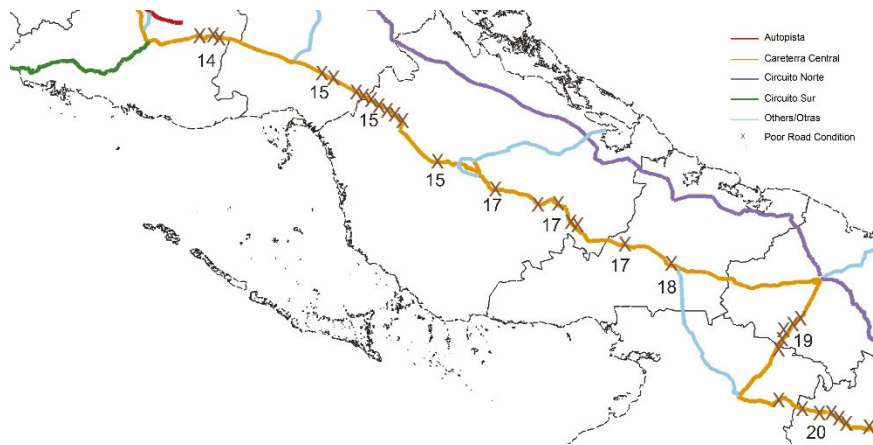 Autopista
Careterra Central
Circuito Norte
Circuito Sur
Others/Otras
X Poor Road Condition
14
15
15
15
17
17
17
18
19
20